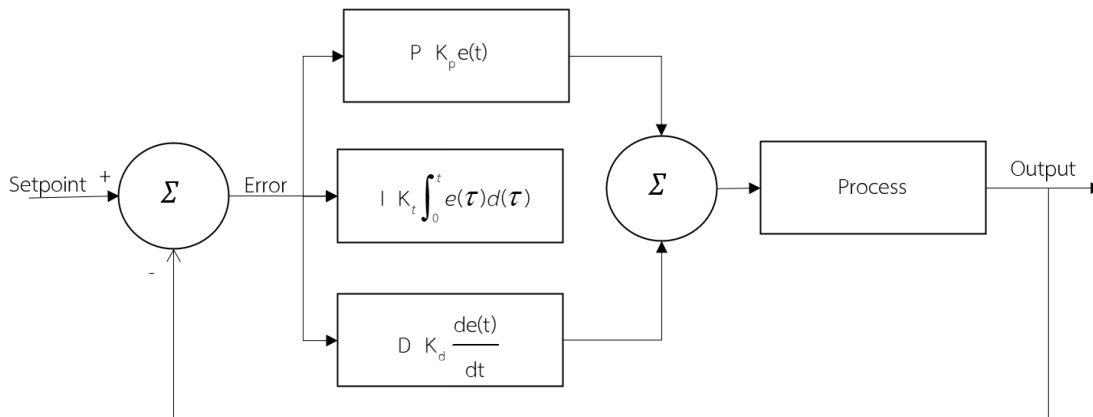 P K_p e(t)
Setpoint
+
Σ
Error
I K_t ∫_0^t e(τ)d(τ)
Σ
Process
Output
-
D K_d de(t)/dt